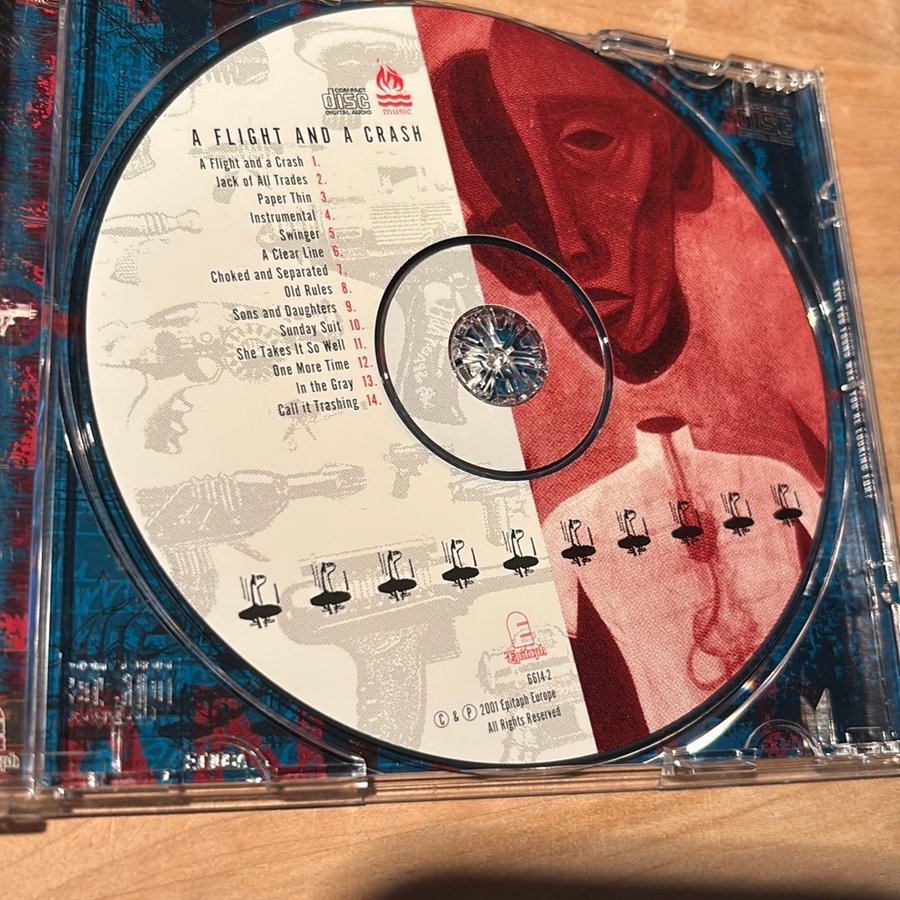 COMPACT
disc
DIGITAL AUDIO
music
A FLIGHT AND A CRASH
A Flight and a Crash 1.
Jack of All Trades 2.
Paper Thin 3.
Instrumental 4.
Swinger 5.
A Clear Line 6.
Choked and Separated 7.
Old Rules 8.
Sons and Daughters 9.
Sunday Suit 10.
She Takes It So Well 11.
One More Time 12.
In the Gray 13.
Call it Trashing 14.
Epitaph
6614-2
© & ℗ 2001 Epitaph Europe
All Rights Reserved
disc